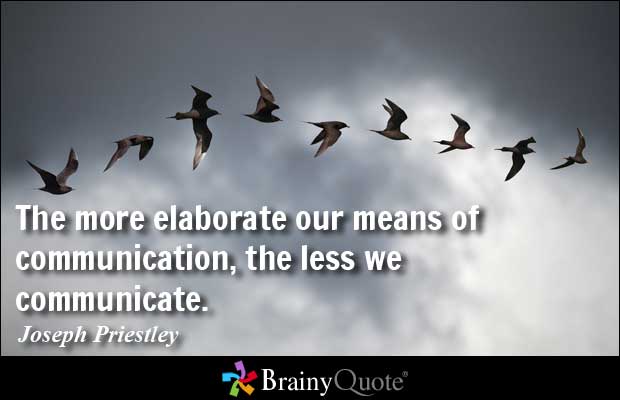 The more elaborate our means of
communication, the less we
communicate.
Joseph Priestley
BrainyQuote®